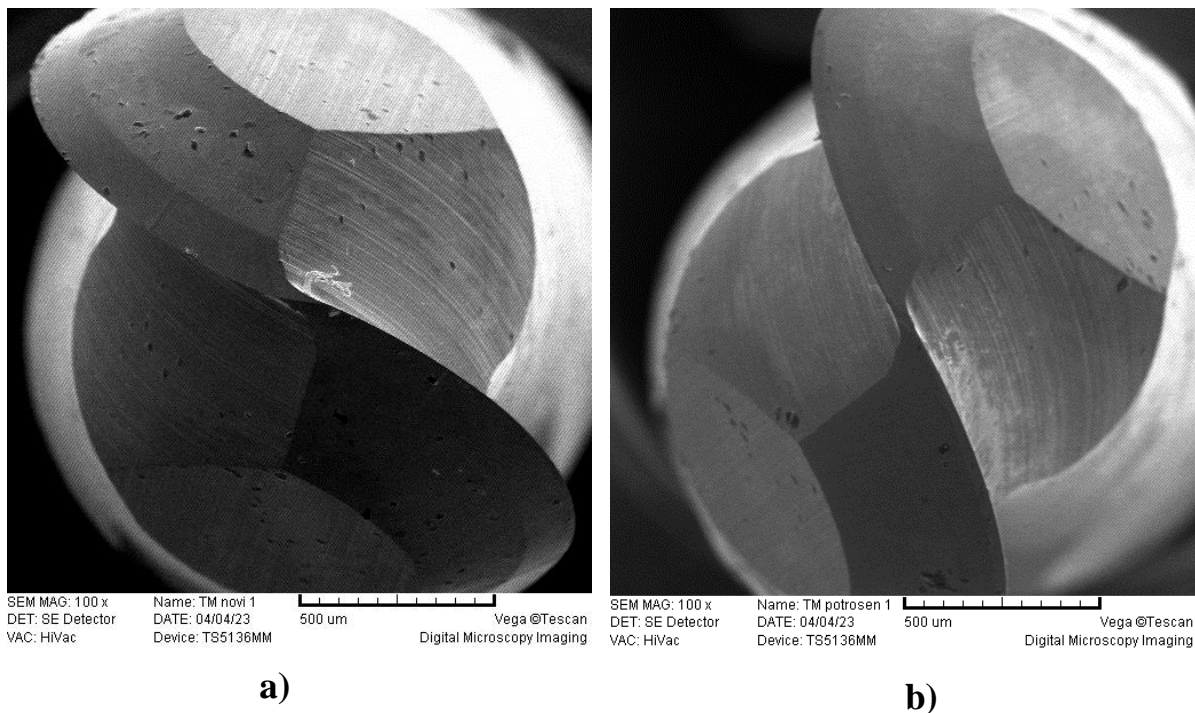 SEM MAG: 100 x Name: TM novi 1 500 um
DET: SE Detector DATE: 04/04/23 Vega ©Tescan
VAC: HiVac Device: TS5136MM Digital Microscopy Imaging
a)
SEM MAG: 100 x Name: TM potrosen 1 500 um
DET: SE Detector DATE: 04/04/23 Vega ©Tescan
VAC: HiVac Device: TS5136MM Digital Microscopy Imaging
b)